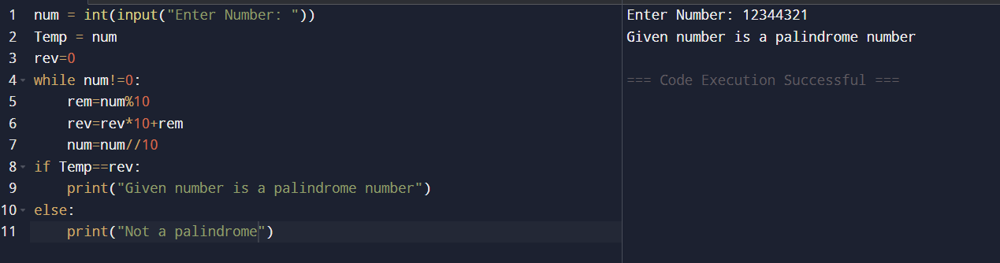 1 num = int(input("Enter Number: "))
2 Temp = num
3 rev=0
4 while num!=0:
5     rem=num%10
6     rev=rev*10+rem
7     num=num//10
8 if Temp==rev:
9     print("Given number is a palindrome number")
10 else:
11     print("Not a palindrome")
Enter Number: 12344321
Given number is a palindrome number
=== Code Execution Successful ===